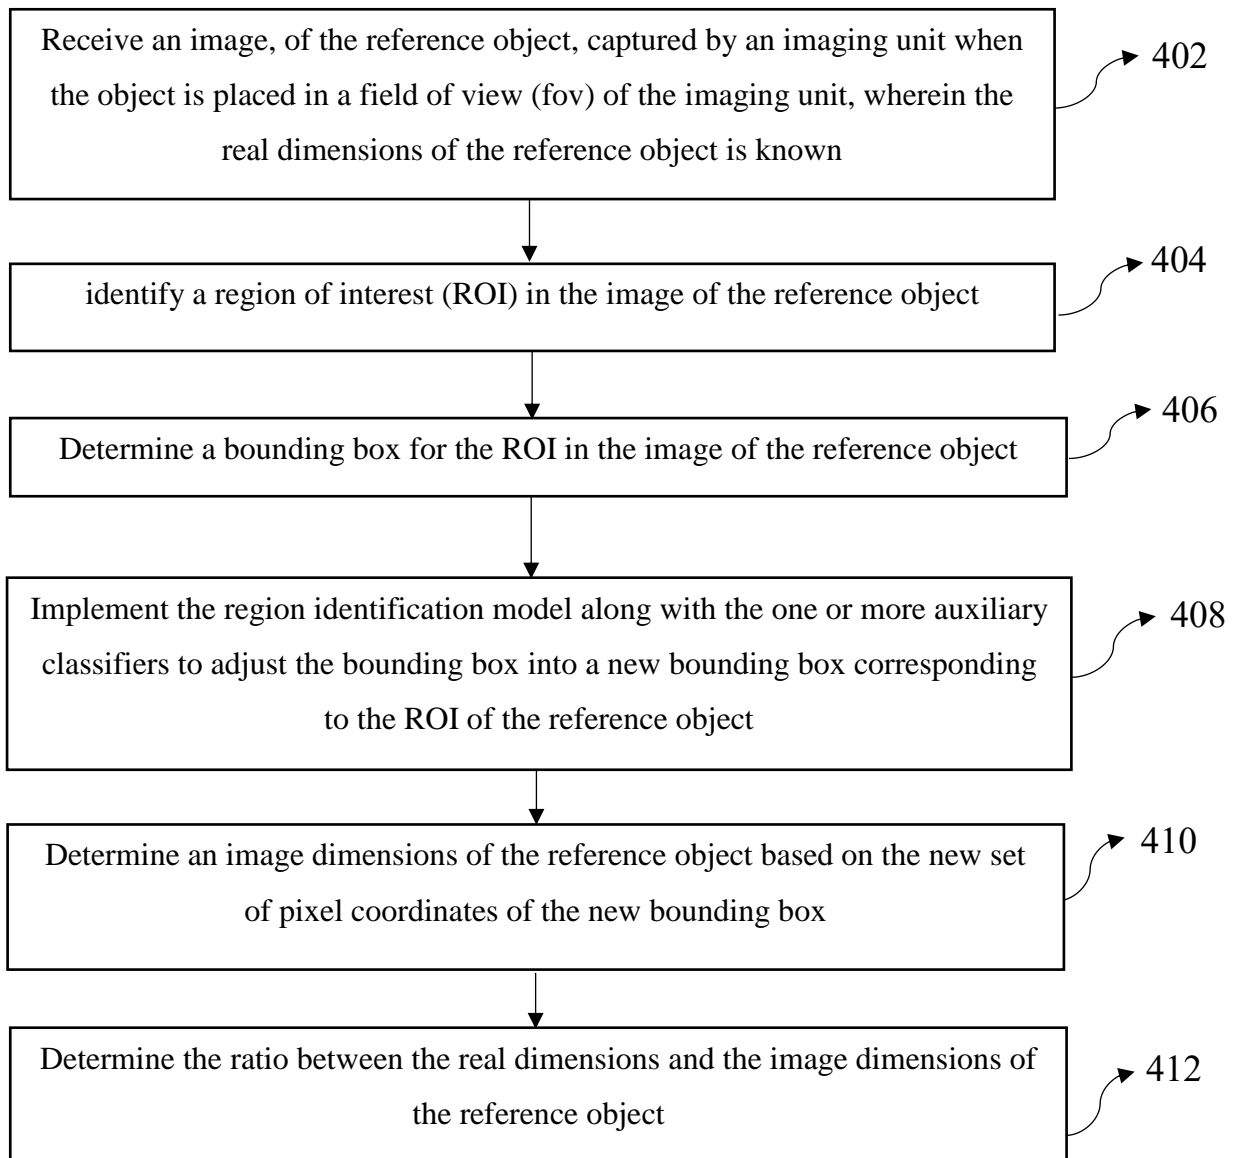 Receive an image, of the reference object, captured by an imaging unit when
the object is placed in a field of view (fov) of the imaging unit, wherein the
real dimensions of the reference object is known
402
identify a region of interest (ROI) in the image of the reference object
404
Determine a bounding box for the ROI in the image of the reference object
406
Implement the region identification model along with the one or more auxiliary
classifiers to adjust the bounding box into a new bounding box corresponding
to the ROI of the reference object
408
Determine an image dimensions of the reference object based on the new set
of pixel coordinates of the new bounding box
410
Determine the ratio between the real dimensions and the image dimensions of
the reference object
412